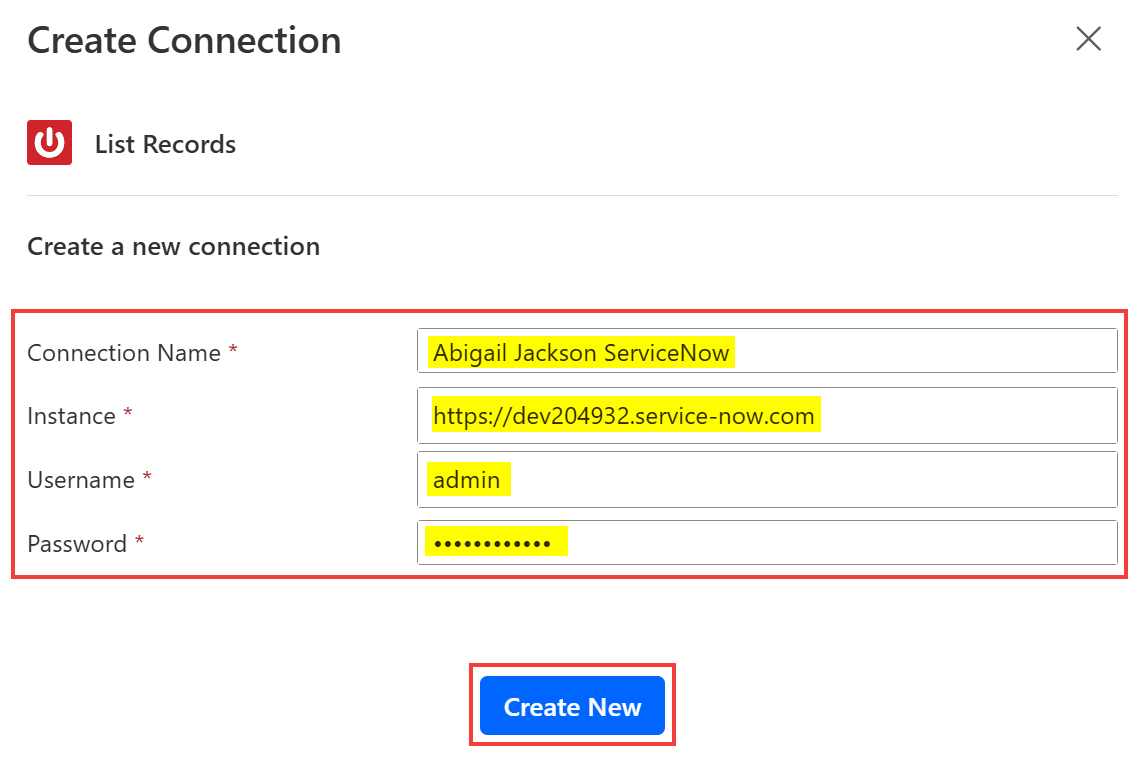 Create Connection
List Records
Create a new connection
Connection Name * Abigail Jackson ServiceNow
Instance * https://dev204932.service-now.com
Username * admin
Password * ••••••••••••
Create New